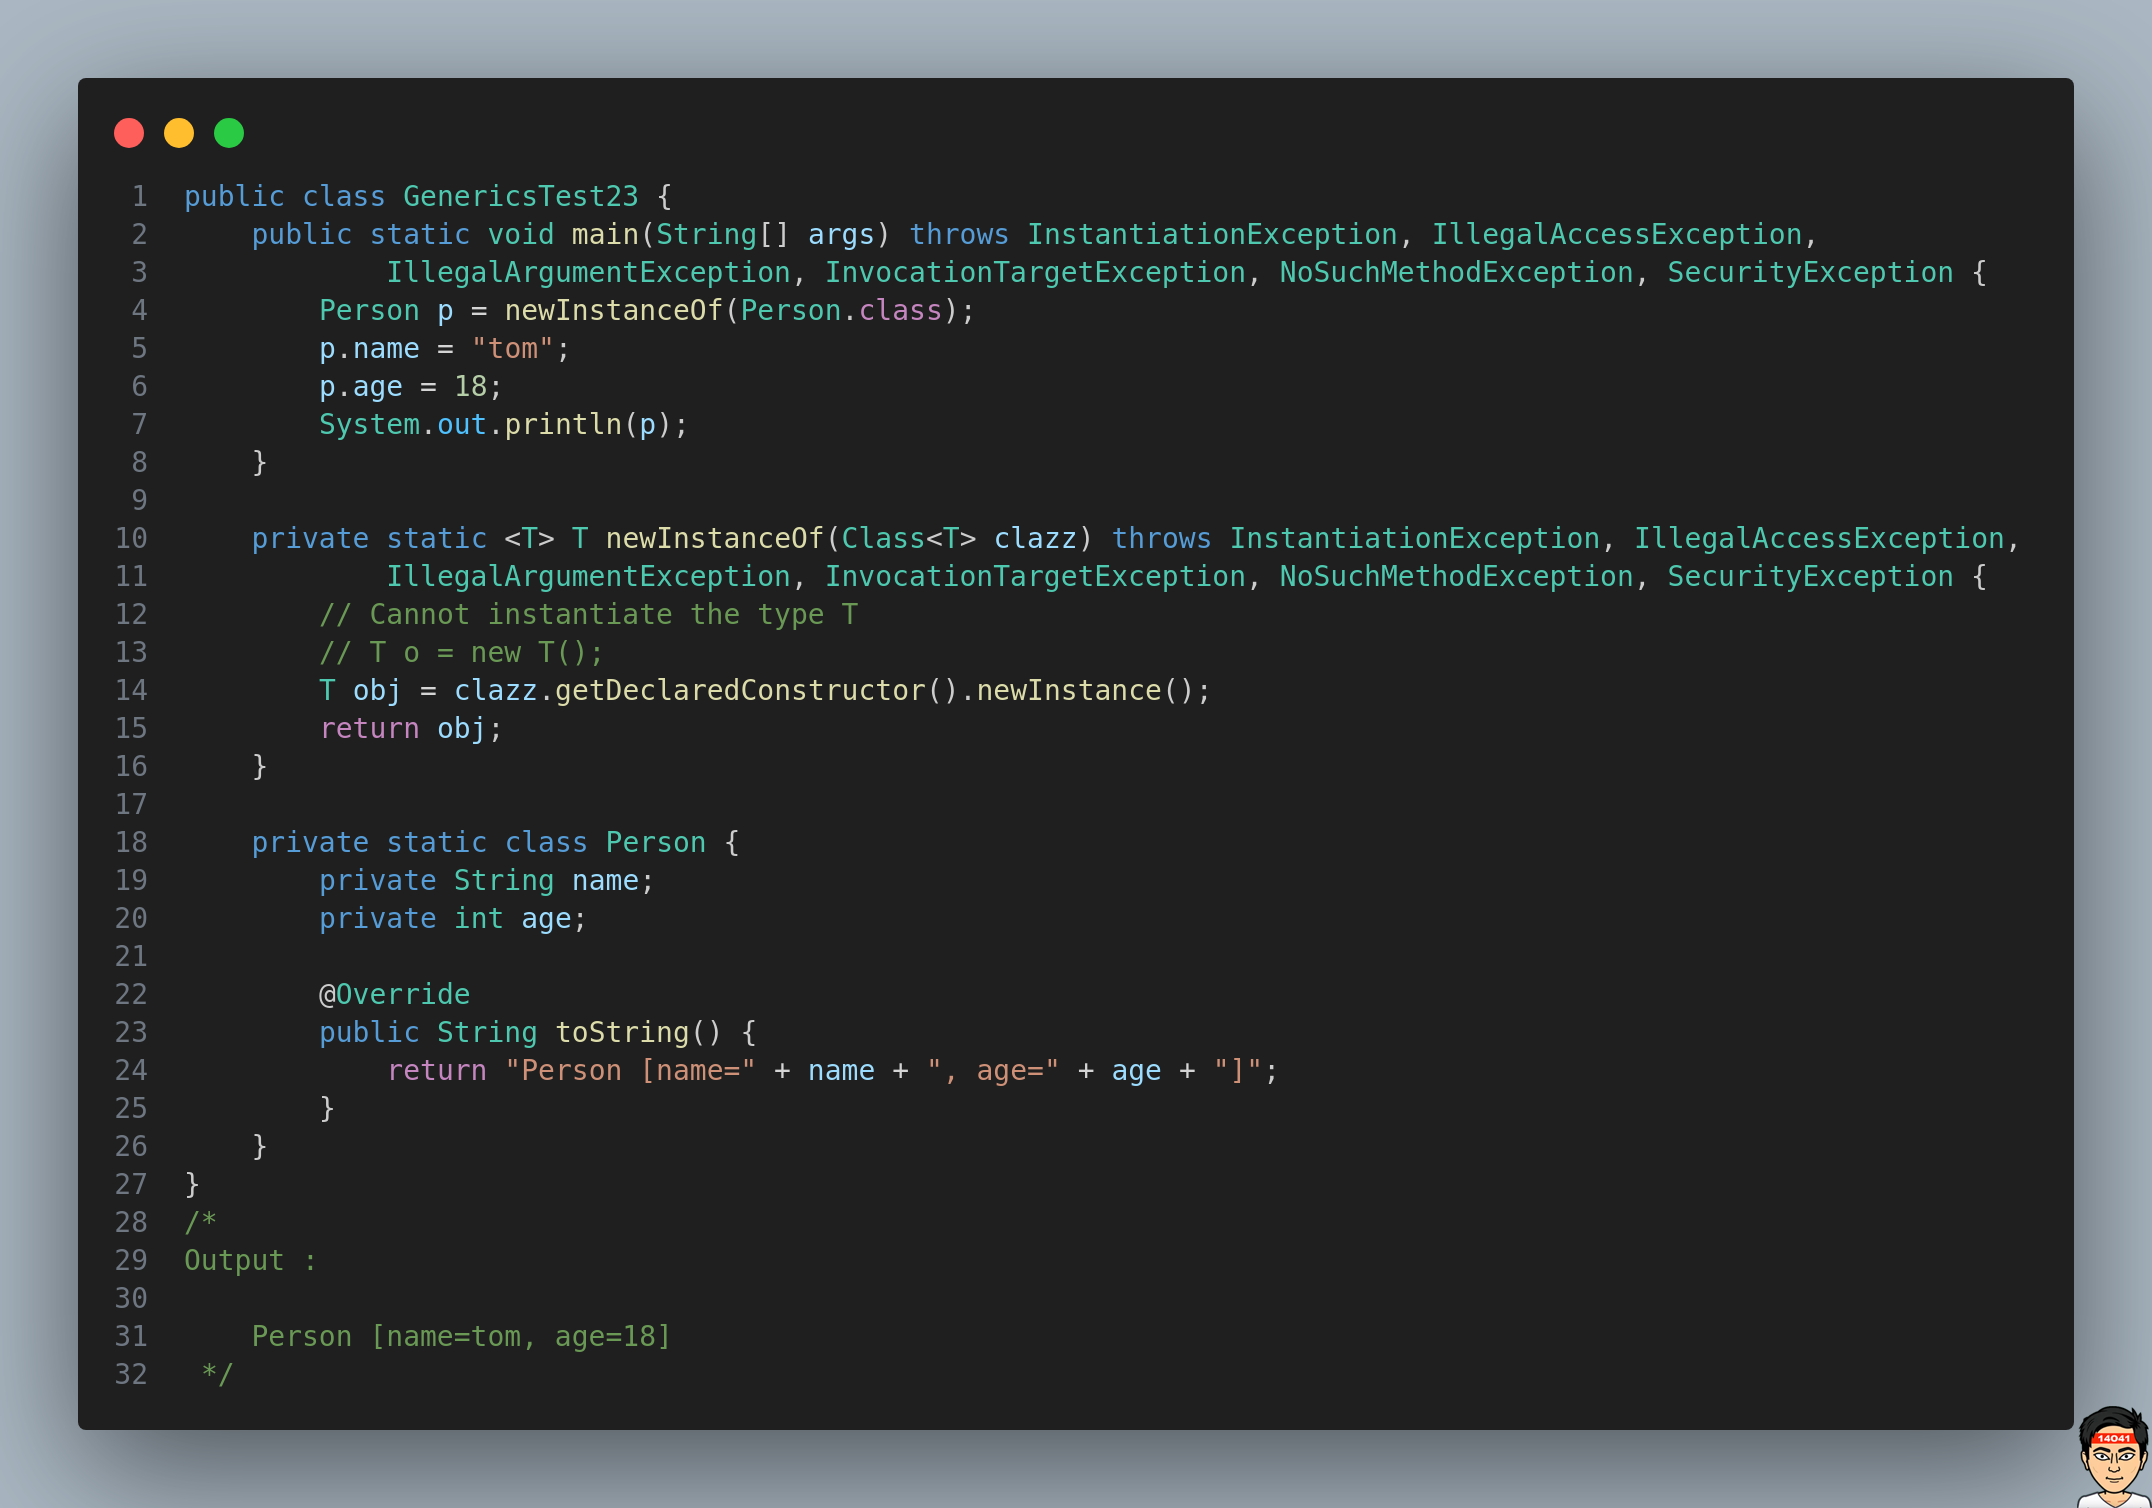 1 public class GenericsTest23 {
2     public static void main(String[] args) throws InstantiationException, IllegalAccessException,
3             IllegalArgumentException, InvocationTargetException, NoSuchMethodException, SecurityException {
4         Person p = newInstanceOf(Person.class);
5         p.name = "tom";
6         p.age = 18;
7         System.out.println(p);
8     }
9
10     private static <T> T newInstanceOf(Class<T> clazz) throws InstantiationException, IllegalAccessException,
11             IllegalArgumentException, InvocationTargetException, NoSuchMethodException, SecurityException {
12         // Cannot instantiate the type T
13         // T o = new T();
14         T obj = clazz.getDeclaredConstructor().newInstance();
15         return obj;
16     }
17
18     private static class Person {
19         private String name;
20         private int age;
21
22         @Override
23         public String toString() {
24             return "Person [name=" + name + ", age=" + age + "]";
25         }
26     }
27 }
28 /*
29 Output :
30
31     Person [name=tom, age=18]
32  */
14041